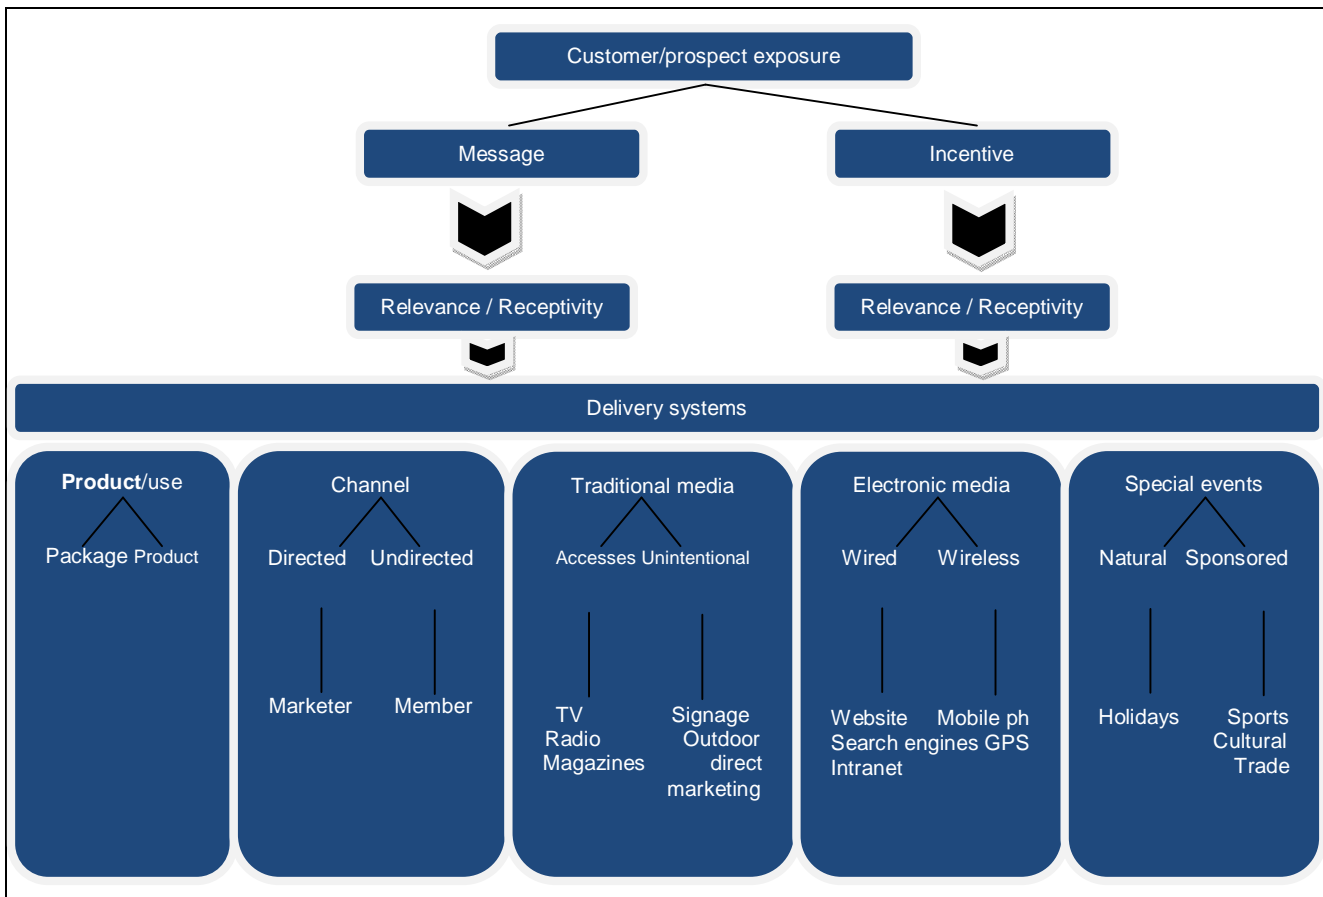 Customer/prospect exposure
Message
Incentive
Relevance / Receptivity
Relevance / Receptivity
Delivery systems
Product/use
Package Product
Channel
Directed Undirected
Marketer Member
Traditional media
Accesses Unintentional
TV
Radio
Magazines
Signage
Outdoor
direct
marketing
Electronic media
Wired Wireless
Website Mobile ph
Search engines GPS
Intranet
Special events
Natural Sponsored
Holidays
Sports
Cultural
Trade